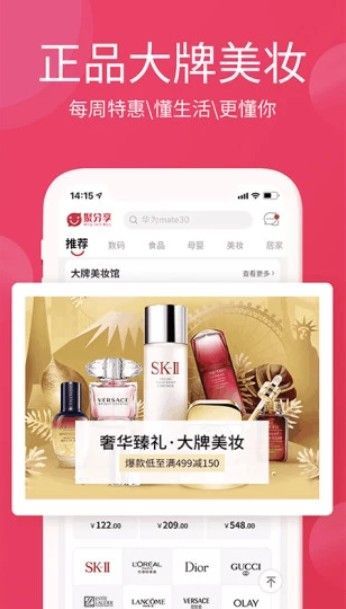 正品大牌美妆
每周特惠\懂生活\更懂你
14:15
聚分享
华为mate30
推荐 数码 食品 母婴 美妆 居家
大牌美妆馆 查看更多>
SK-II
VERSACE
奢华臻礼·大牌美妆
爆款低至满499减150
¥122.00 ¥209.00 ¥548.00
SK-II L'ORÉAL Dior GUCCI
ESTĒE LAUDER LANCÔME VERSACE OLAY